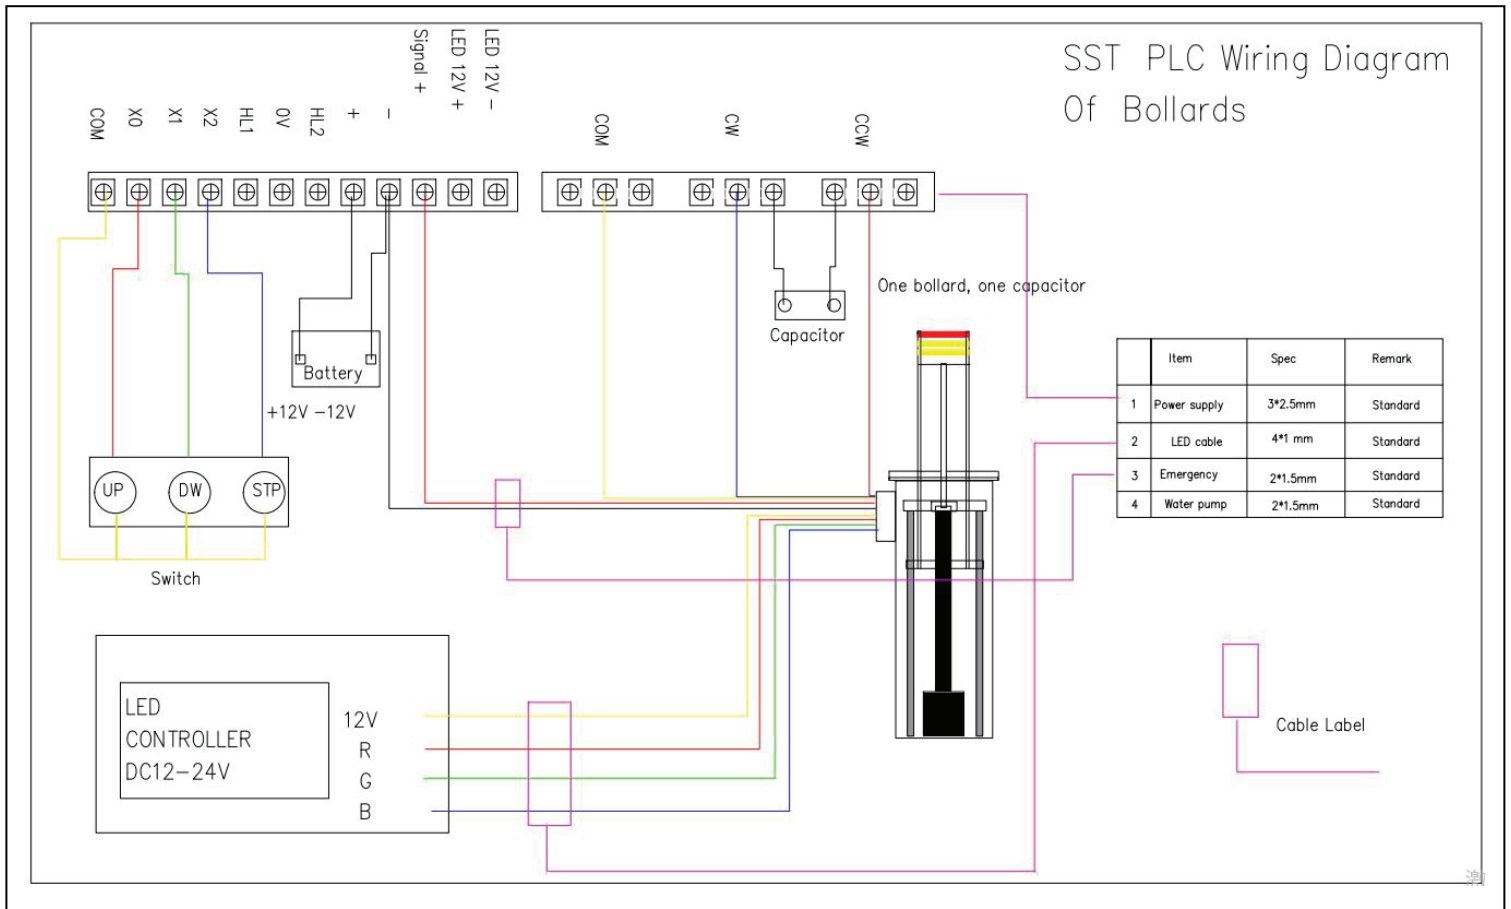 SST PLC Wiring Diagram
Of Bollards
COM
X0
X1
X2
HL1
0V
HL2
+
-
Signal +
LED 12V +
LED 12V -
COM
CW
CCW
One bollard, one capacitor
Capacitor
Battery
+12V -12V
UP
DW
STP
Switch
Item Spec Remark
1 Power supply 3*2.5mm Standard
2 LED cable 4*1 mm Standard
3 Emergency 2*1.5mm Standard
4 Water pump 2*1.5mm Standard
LED
CONTROLLER
DC12-24V
12V
R
G
B
Cable Label